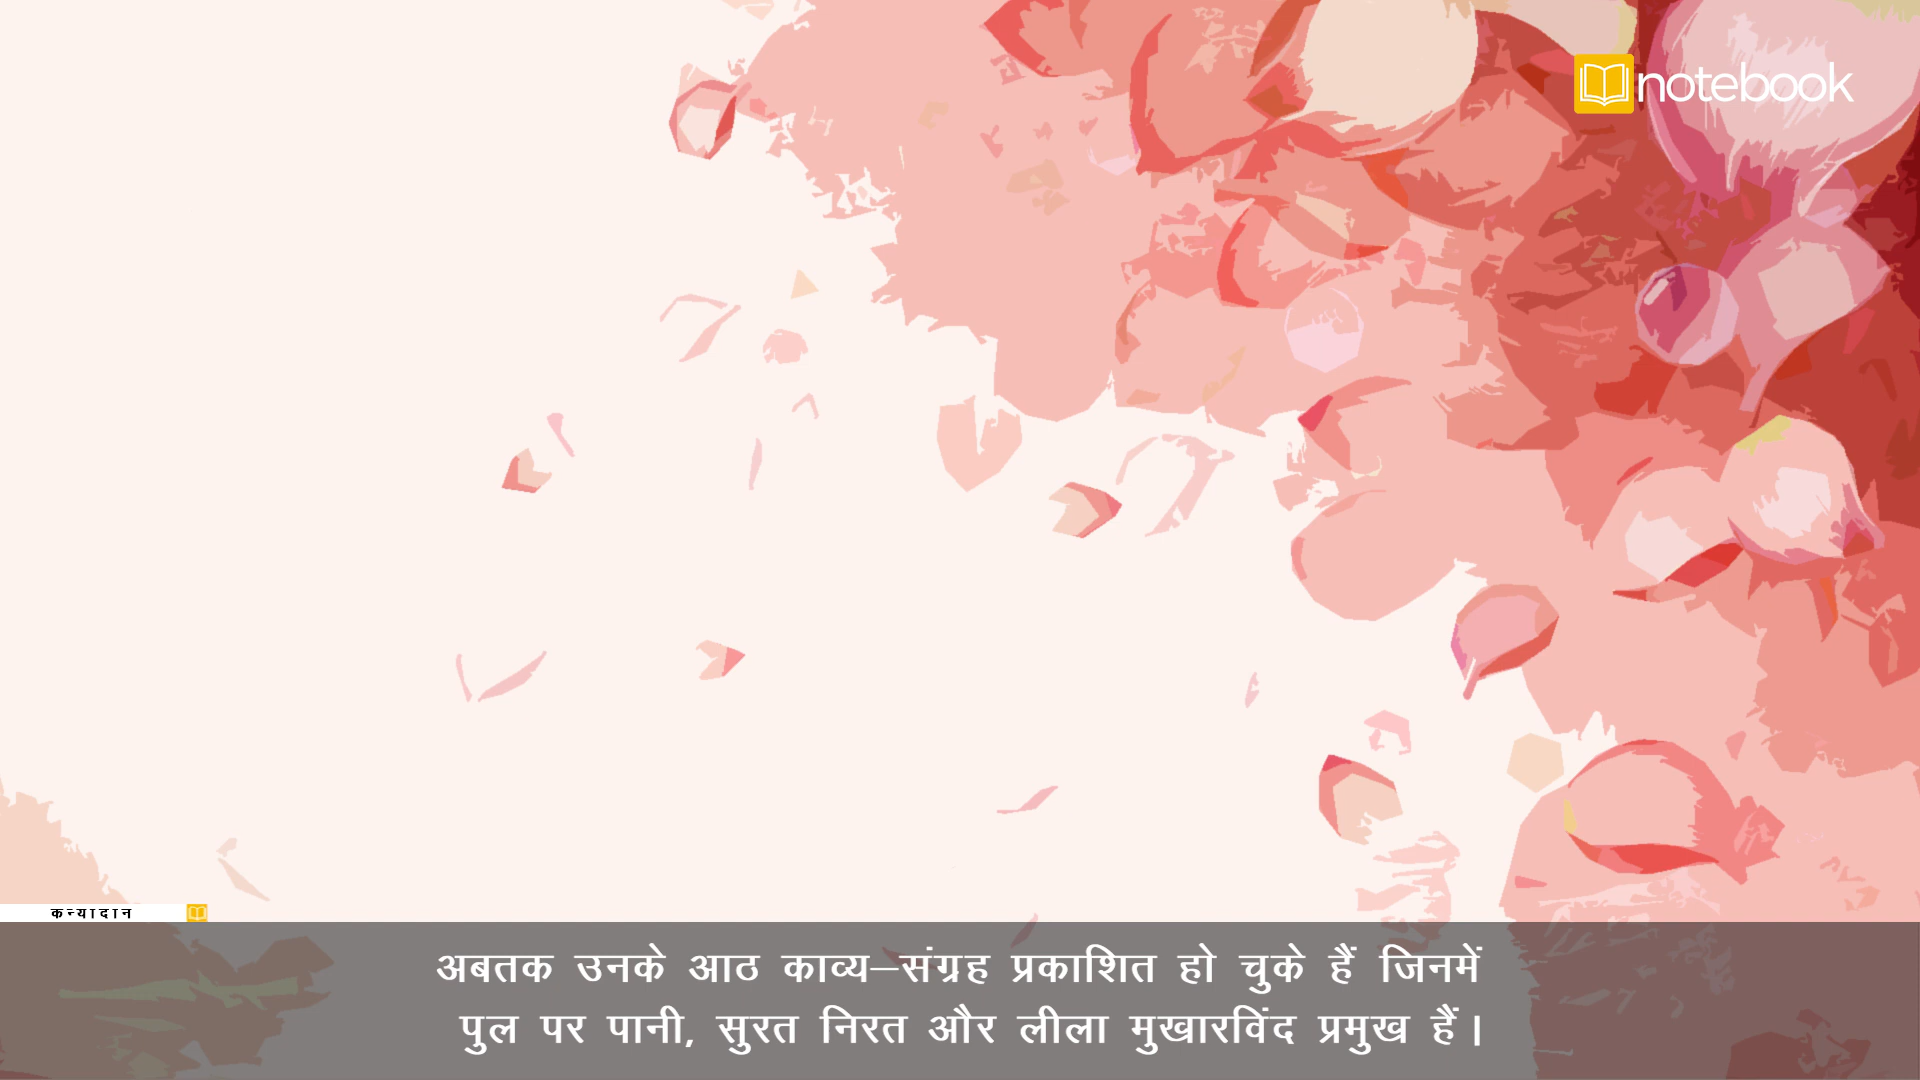 notebook
कन्यादान
अबतक उनके आठ काव्य–संग्रह प्रकाशित हो चुके हैं जिनमें
पुल पर पानी, सुरत निरत और लीला मुखारविंद प्रमुख हैं।